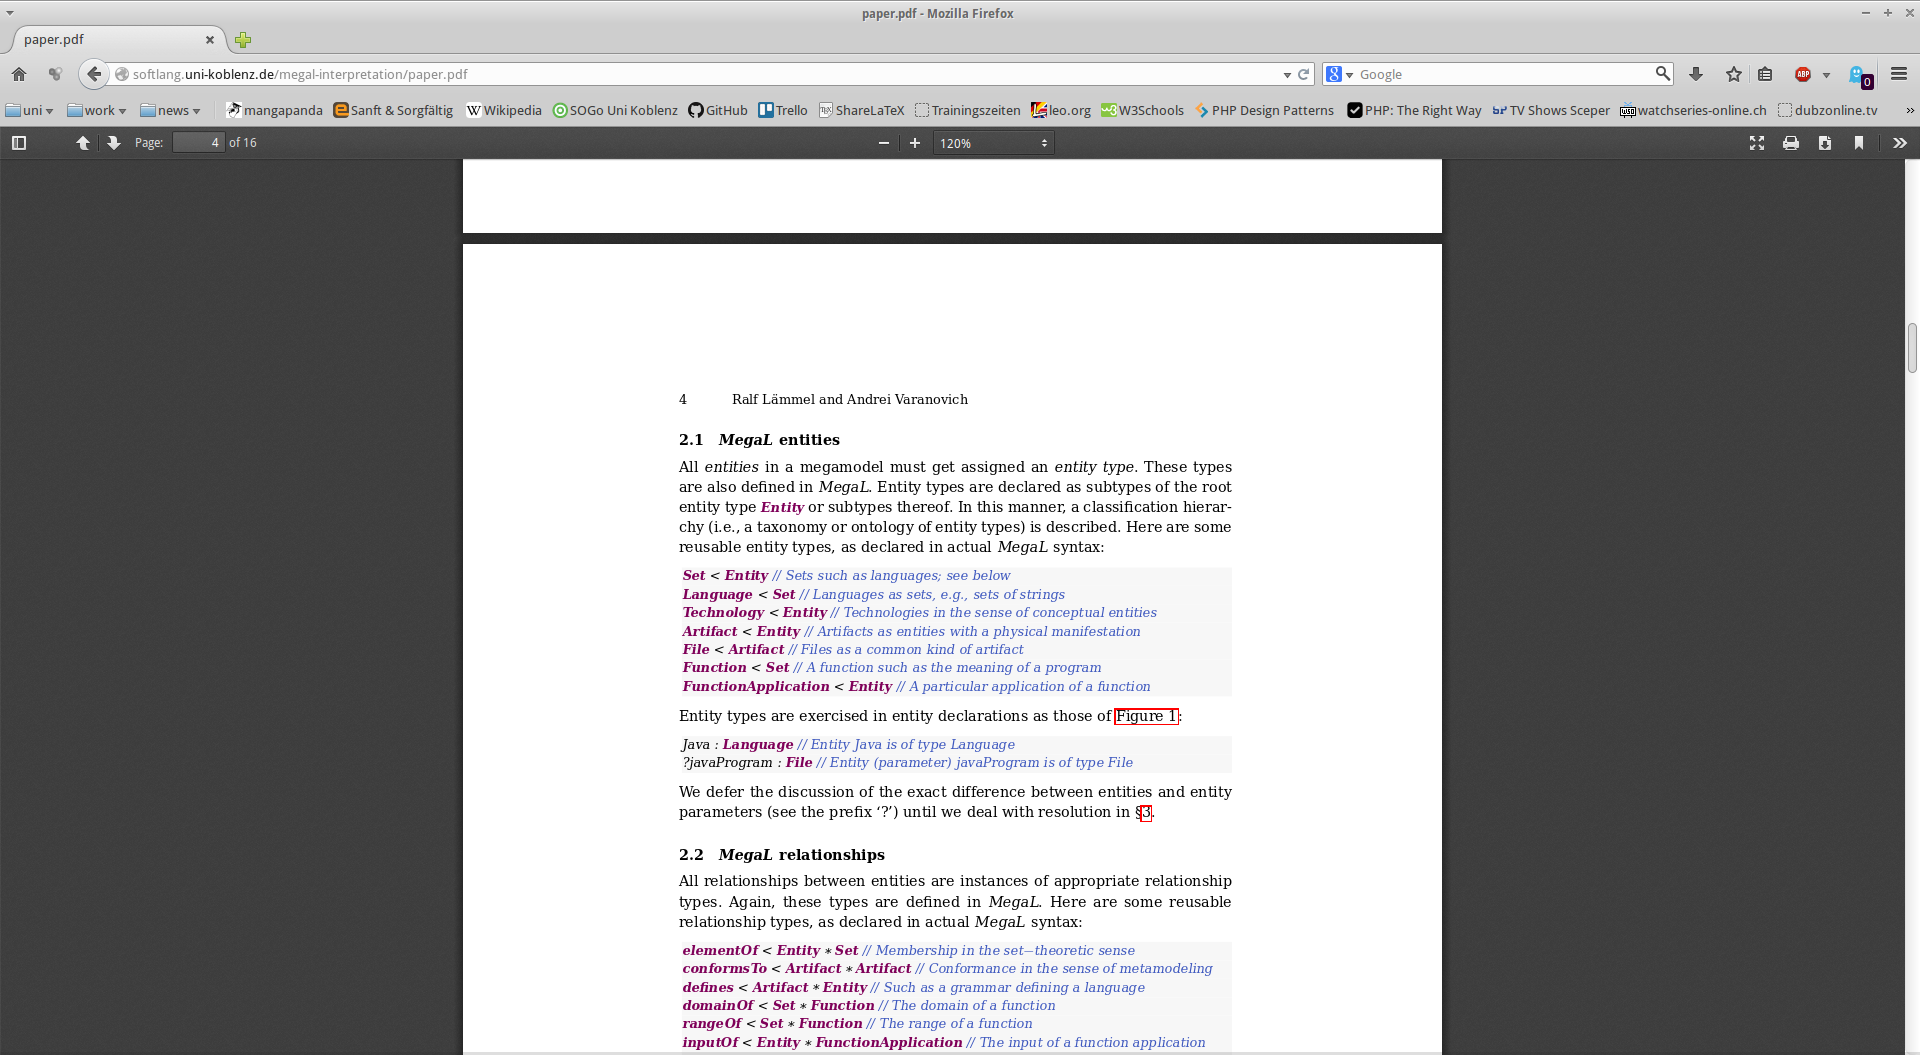 paper.pdf - Mozilla Firefox
paper.pdf
softlang.uni-koblenz.de/megal-interpretation/paper.pdf
Google
ABP
0
uni work news mangapanda Sanft & Sorgfältig Wikipedia SOGo Uni Koblenz GitHub Trello ShareLaTeX Trainingszeiten leo.org W3Schools PHP Design Patterns PHP: The Right Way TV Shows Sceper watchseries-online.ch dubzonline.tv
Page: 4 of 16
120%
4 Ralf Lämmel and Andrei Varanovich
2.1 MegaL entities
All entities in a megamodel must get assigned an entity type. These types
are also defined in MegaL. Entity types are declared as subtypes of the root
entity type Entity or subtypes thereof. In this manner, a classification hierar-
chy (i.e., a taxonomy or ontology of entity types) is described. Here are some
reusable entity types, as declared in actual MegaL syntax:
Set < Entity // Sets such as languages; see below
Language < Set // Languages as sets, e.g., sets of strings
Technology < Entity // Technologies in the sense of conceptual entities
Artifact < Entity // Artifacts as entities with a physical manifestation
File < Artifact // Files as a common kind of artifact
Function < Set // A function such as the meaning of a program
FunctionApplication < Entity // A particular application of a function
Entity types are exercised in entity declarations as those of Figure 1:
Java : Language // Entity Java is of type Language
?javaProgram : File // Entity (parameter) javaProgram is of type File
We defer the discussion of the exact difference between entities and entity
parameters (see the prefix ‘?’) until we deal with resolution in §3.
2.2 MegaL relationships
All relationships between entities are instances of appropriate relationship
types. Again, these types are defined in MegaL. Here are some reusable
relationship types, as declared in actual MegaL syntax:
elementOf < Entity * Set // Membership in the set−theoretic sense
conformsTo < Artifact * Artifact // Conformance in the sense of metamodeling
defines < Artifact * Entity // Such as a grammar defining a language
domainOf < Set * Function // The domain of a function
rangeOf < Set * Function // The range of a function
inputOf < Entity * FunctionApplication // The input of a function application